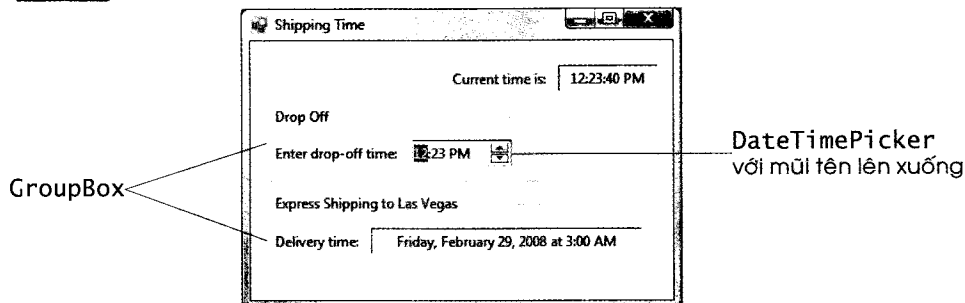 Shipping Time
Current time is: 12:23:40 PM
Drop Off
Enter drop-off time: 12:23 PM
DateTimePicker
với mũi tên lên xuống
GroupBox
Express Shipping to Las Vegas
Delivery time: Friday, February 29, 2008 at 3:00 AM